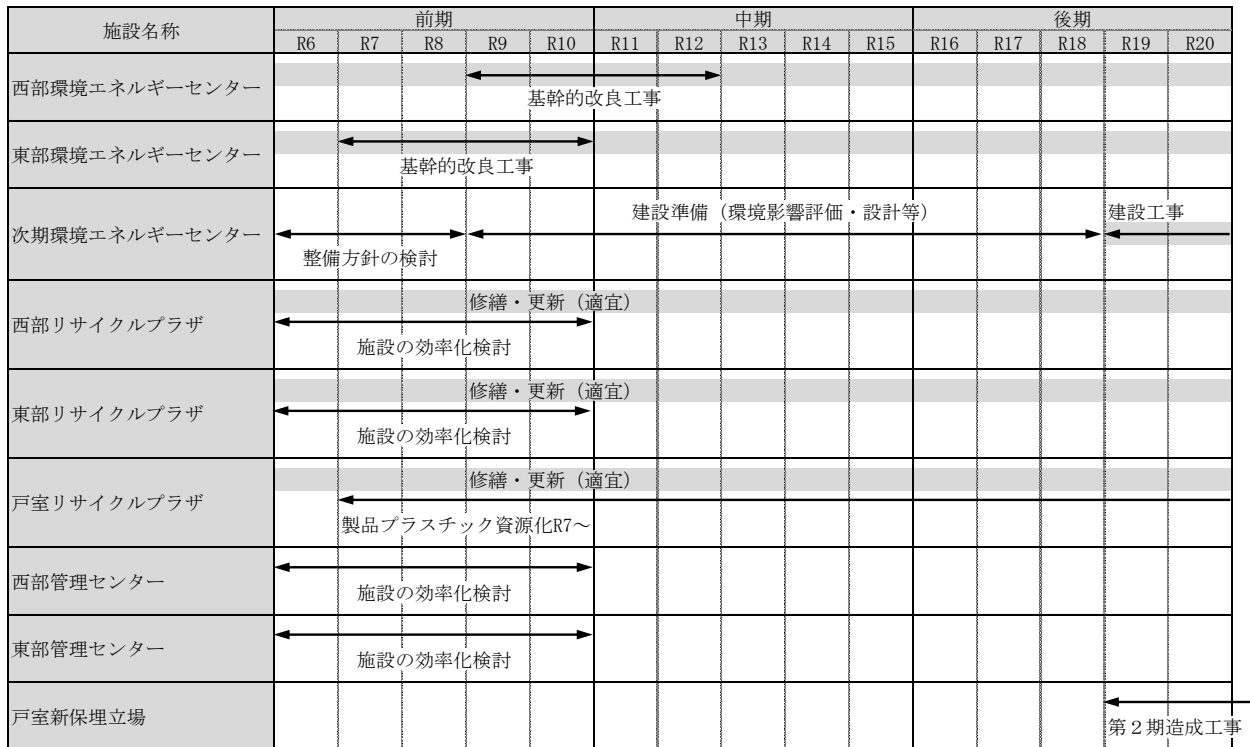 施設名称
前期
中期
後期
R6 R7 R8 R9 R10 R11 R12 R13 R14 R15 R16 R17 R18 R19 R20
西部環境エネルギーセンター
基幹的改良工事
東部環境エネルギーセンター
基幹的改良工事
次期環境エネルギーセンター
建設準備（環境影響評価・設計等）
建設工事
整備方針の検討
西部リサイクルプラザ
修繕・更新（適宜）
施設の効率化検討
東部リサイクルプラザ
修繕・更新（適宜）
施設の効率化検討
戸室リサイクルプラザ
修繕・更新（適宜）
製品プラスチック資源化R7～
西部管理センター
施設の効率化検討
東部管理センター
施設の効率化検討
戸室新保埋立場
第２期造成工事